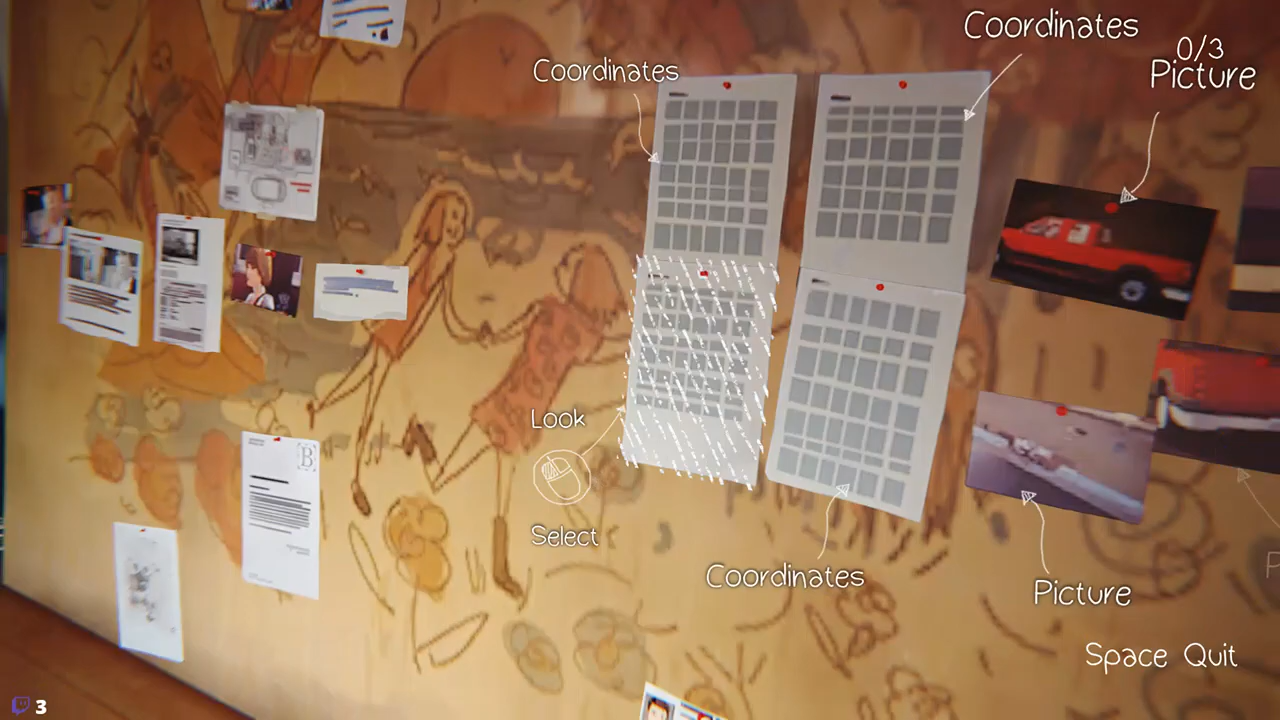 Coordinates
0/3
Picture
Coordinates
Look
Select
B
Coordinates
Picture
Space Quit
3